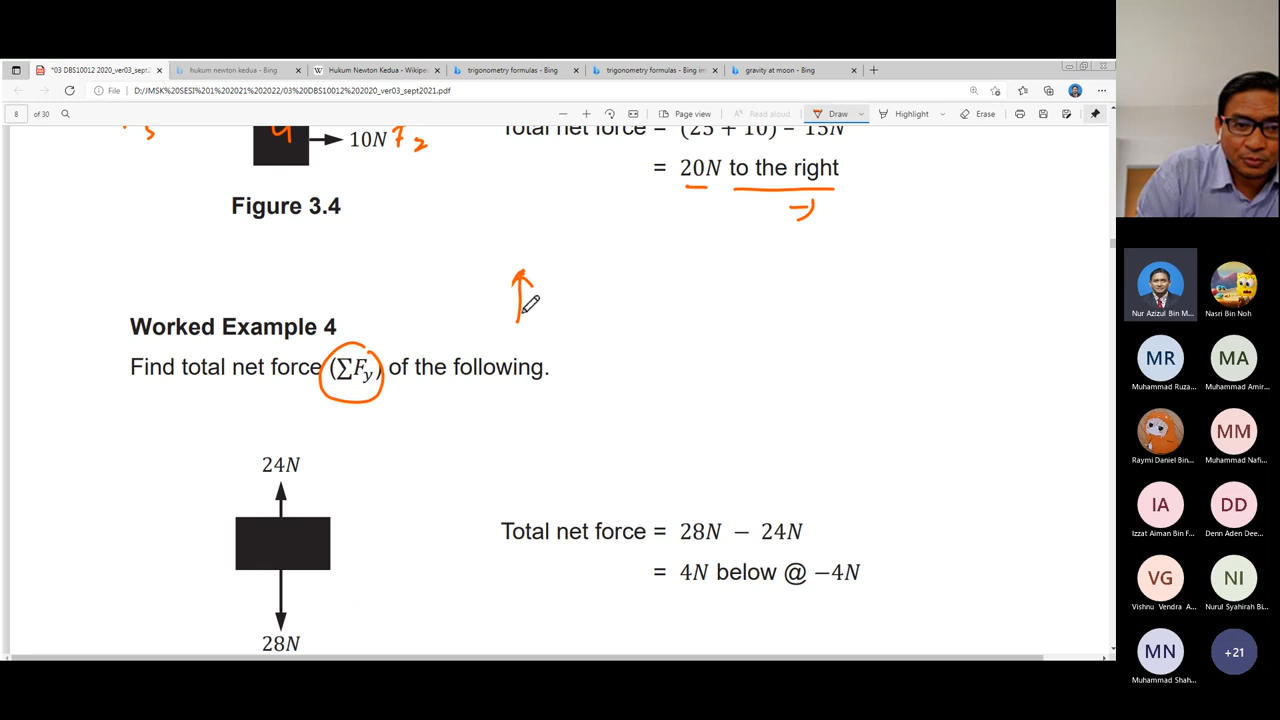 *03 DBS10012 2020_ver03_sept2
hukum newton kedua - Bing
Hukum Newton Kedua - Wikipe
trigonometry formulas - Bing
trigonometry formulas - Bing im
gravity at moon - Bing
File
D:/JMSK%20SESI%201%202021%202022/03%20DBS10012%202020_ver03_sept2021.pdf
8 of 30
Page view
Read aloud
Draw
Highlight
Erase
10N F2
Total net force = (25 + 10) − 15N
= 20N to the right
Figure 3.4
Worked Example 4
Find total net force (∑Fy) of the following.
24N
28N
Total net force = 28N − 24N
= 4N below @ −4N
Nur Azizul Bin M...
Nasri Bin Noh
MR
Muhammad Ruza...
MA
Muhammad Amir...
Raymi Daniel Bin...
MM
Muhammad Nafi...
IA
Izzat Aiman Bin F...
DD
Denn Aden Dee...
VG
Vishnu Vendra A...
NI
Nurul Syahirah Bi...
MN
Muhammad Shah...
+21